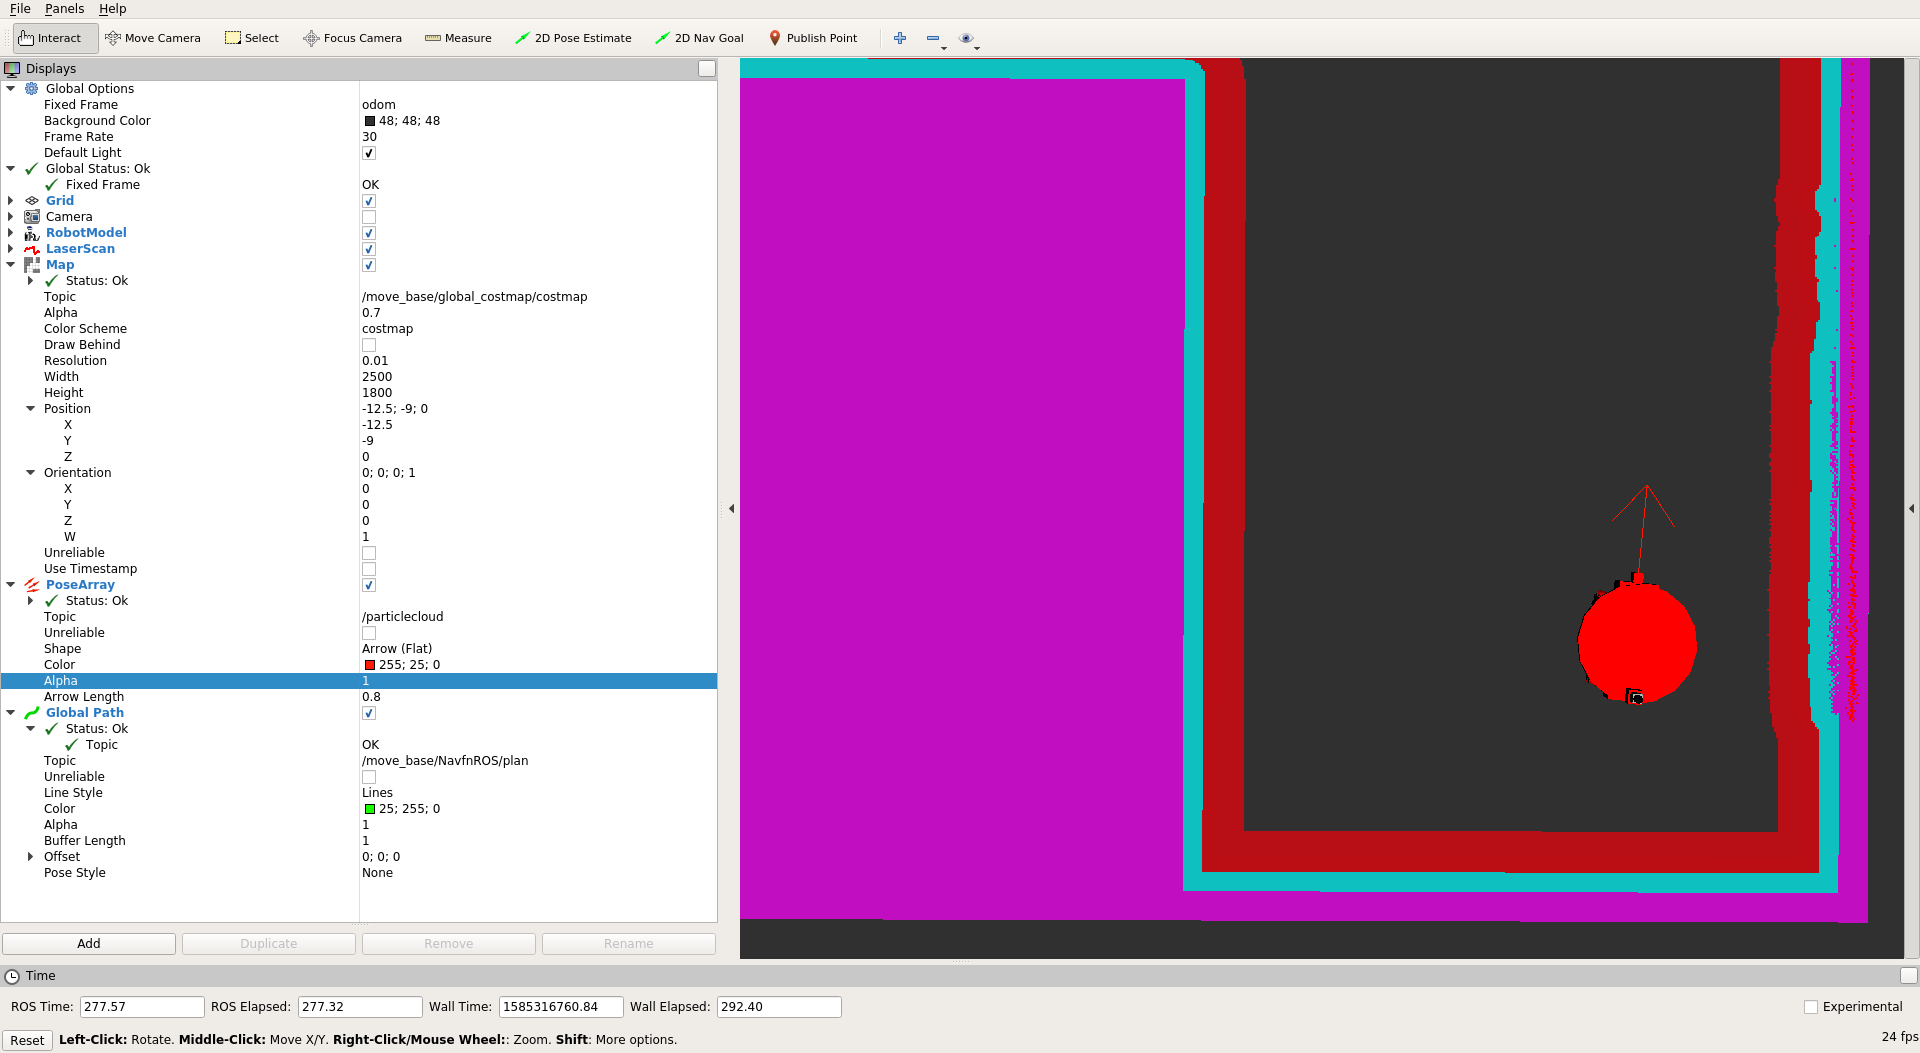 File Panels Help
Interact Move Camera Select Focus Camera Measure 2D Pose Estimate 2D Nav Goal Publish Point
Displays
Global Options
Fixed Frame odom
Background Color 48; 48; 48
Frame Rate 30
Default Light
Global Status: Ok
Fixed Frame OK
Grid
Camera
RobotModel
LaserScan
Map
Status: Ok
Topic /move_base/global_costmap/costmap
Alpha 0.7
Color Scheme costmap
Draw Behind
Resolution 0.01
Width 2500
Height 1800
Position -12.5; -9; 0
X -12.5
Y -9
Z 0
Orientation 0; 0; 0; 1
X 0
Y 0
Z 0
W 1
Unreliable
Use Timestamp
PoseArray
Status: Ok
Topic /particlecloud
Unreliable
Shape Arrow (Flat)
Color 255; 25; 0
Alpha 1
Arrow Length 0.8
Global Path
Status: Ok
Topic OK
Topic /move_base/NavfnROS/plan
Unreliable
Line Style Lines
Color 25; 255; 0
Alpha 1
Buffer Length 1
Offset 0; 0; 0
Pose Style None
Add Duplicate Remove Rename
Time
ROS Time: 277.57 ROS Elapsed: 277.32 Wall Time: 1585316760.84 Wall Elapsed: 292.40 Experimental
Reset Left-Click: Rotate. Middle-Click: Move X/Y. Right-Click/Mouse Wheel:: Zoom. Shift: More options. 24 fps